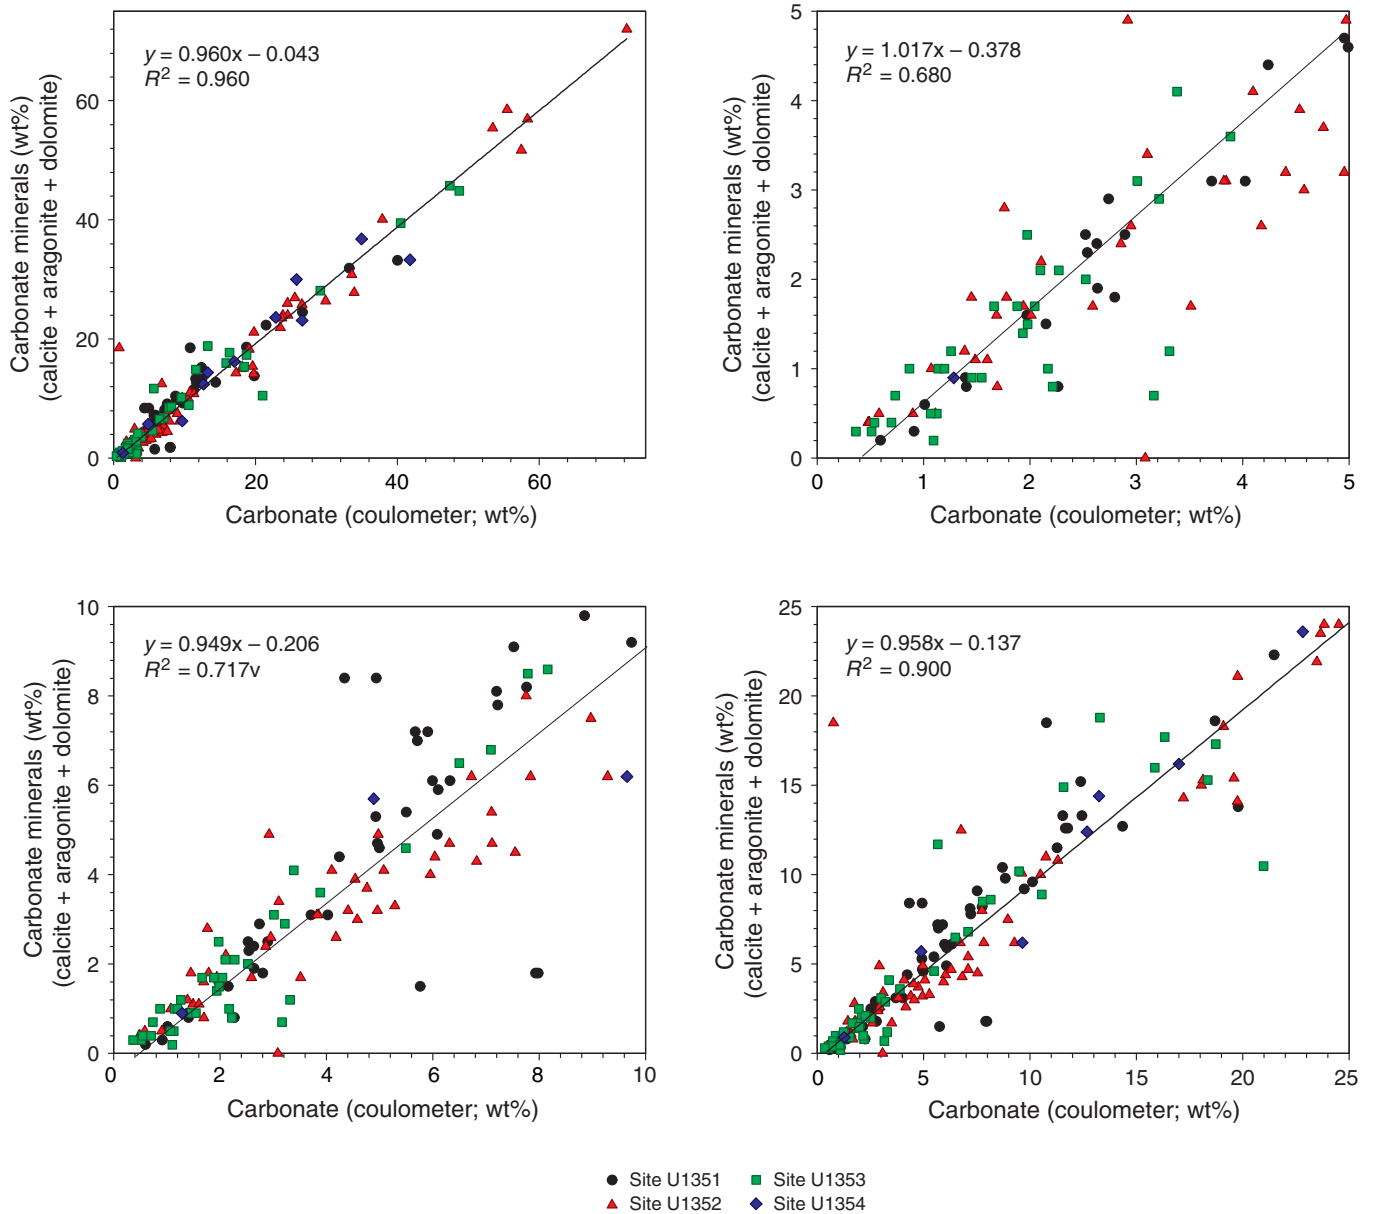 y = 0.960x – 0.043
R² = 0.960
60
40
20
0
0 20 40 60
Carbonate minerals (wt%)
(calcite + aragonite + dolomite)
Carbonate (coulometer; wt%)
y = 1.017x – 0.378
R² = 0.680
5
4
3
2
1
0
0 1 2 3 4 5
Carbonate minerals (wt%)
(calcite + aragonite + dolomite)
Carbonate (coulometer; wt%)
y = 0.949x – 0.206
R² = 0.717v
10
8
6
4
2
0
0 2 4 6 8 10
Carbonate minerals (wt%)
(calcite + aragonite + dolomite)
Carbonate (coulometer; wt%)
y = 0.958x – 0.137
R² = 0.900
25
20
15
10
5
0
0 5 10 15 20 25
Carbonate minerals (wt%)
(calcite + aragonite + dolomite)
Carbonate (coulometer; wt%)
Site U1351 Site U1353
Site U1352 Site U1354